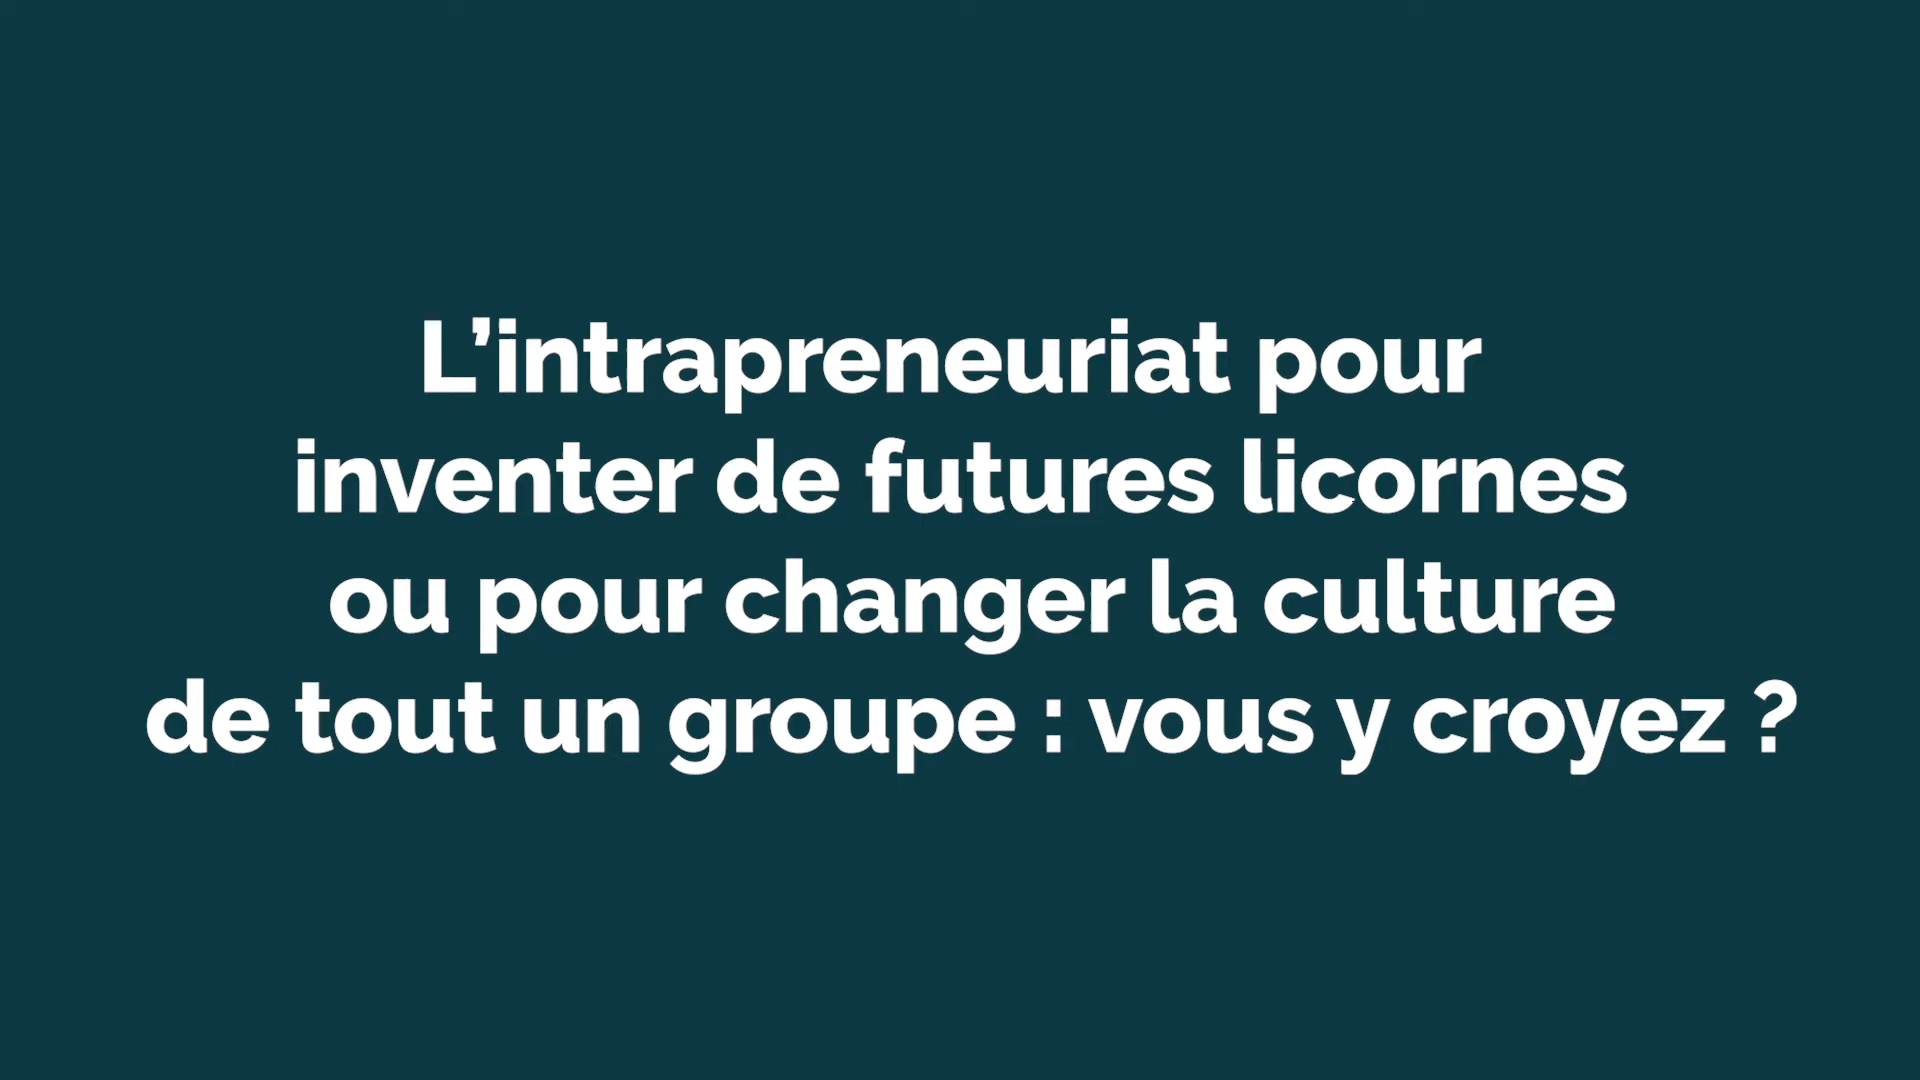 L’intrapreneuriat pour
inventer de futures licornes
ou pour changer la culture
de tout un groupe : vous y croyez ?